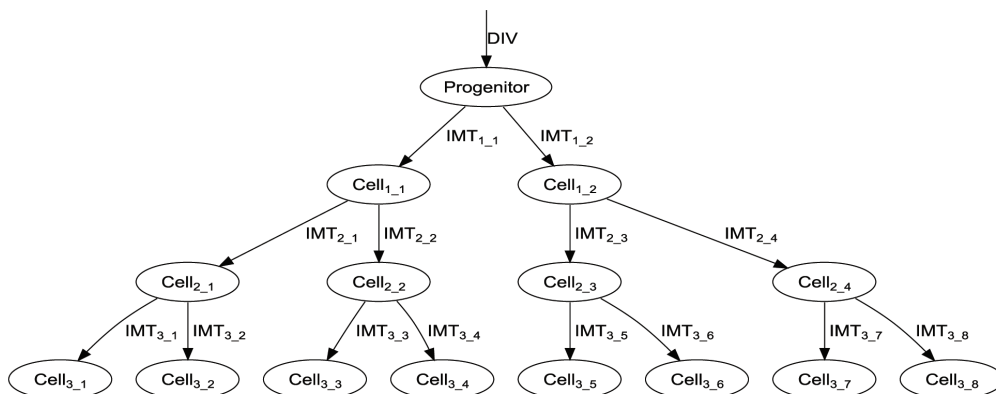 DIV
Progenitor
IMT1_1 IMT1_2
Cell1_1 Cell1_2
IMT2_1 IMT2_2 IMT2_3 IMT2_4
Cell2_1 Cell2_2 Cell2_3 Cell2_4
IMT3_1 IMT3_2 IMT3_3 IMT3_4 IMT3_5 IMT3_6 IMT3_7 IMT3_8
Cell3_1 Cell3_2 Cell3_3 Cell3_4 Cell3_5 Cell3_6 Cell3_7 Cell3_8